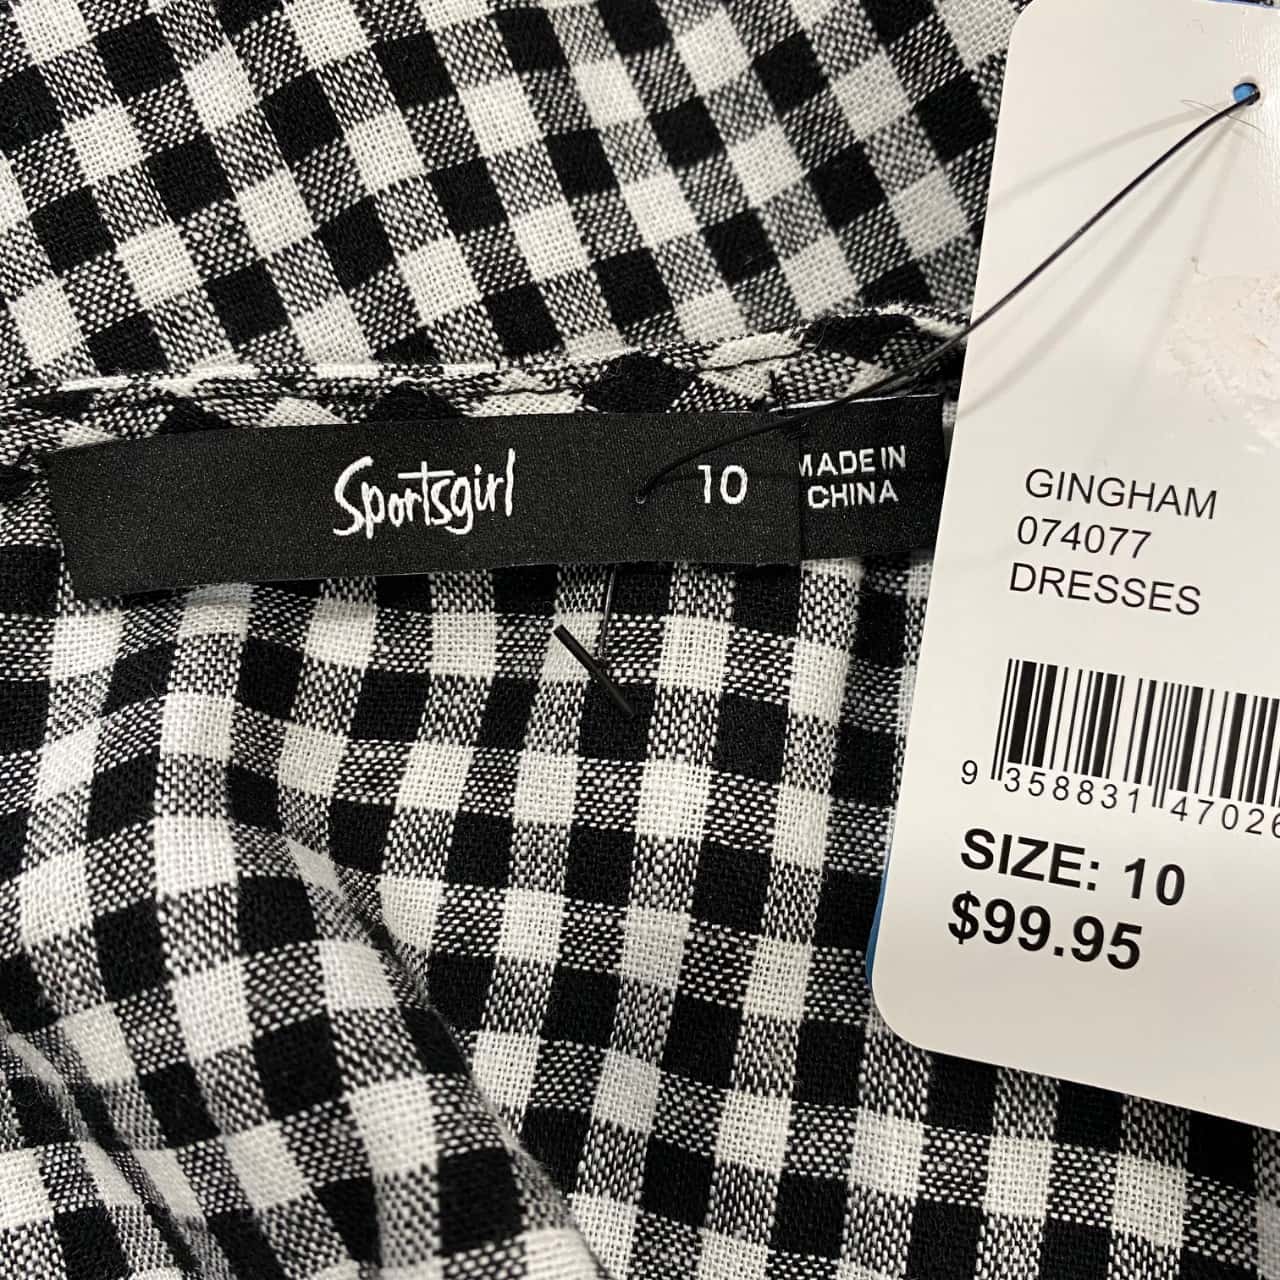 Sportsgirl
10
MADE IN
CHINA
GINGHAM
074077
DRESSES
9 358831 47026
SIZE: 10
$99.95